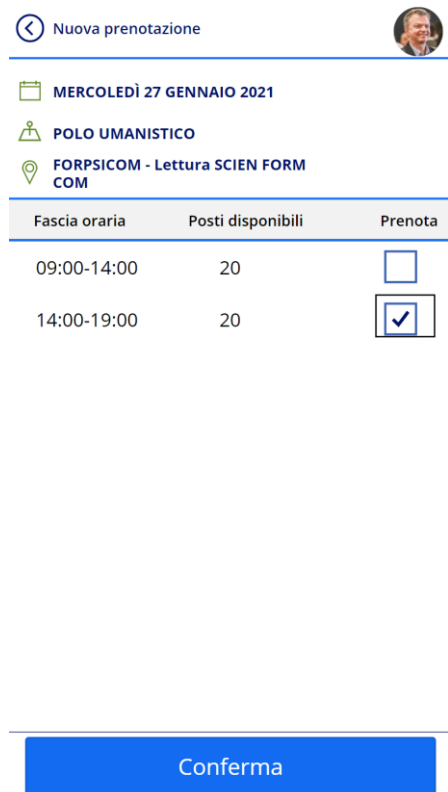 Nuova prenotazione
MERCOLEDÌ 27 GENNAIO 2021
POLO UMANISTICO
FORPSICOM - Lettura SCIEN FORM
COM
Fascia oraria Posti disponibili Prenota
09:00-14:00 20
14:00-19:00 20
Conferma